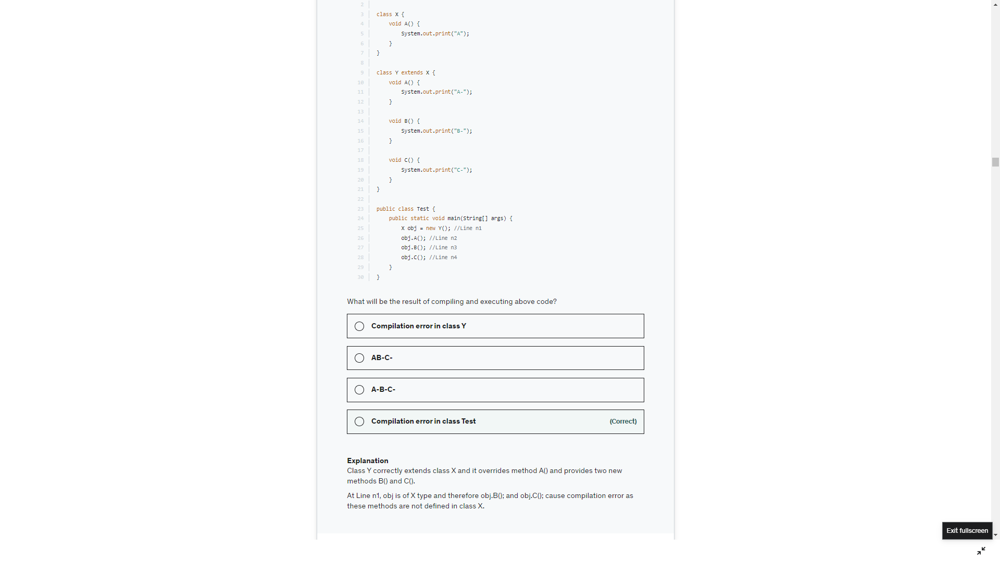 2
3 class X {
4 void A() {
5 System.out.print("A");
6 }
7 }
8
9 class Y extends X {
10 void A() {
11 System.out.print("A-");
12 }
13
14 void B() {
15 System.out.print("B-");
16 }
17
18 void C() {
19 System.out.print("C-");
20 }
21 }
22
23 public class Test {
24 public static void main(String[] args) {
25 X obj = new Y(); //Line n1
26 obj.A(); //Line n2
27 obj.B(); //Line n3
28 obj.C(); //Line n4
29 }
30 }
What will be the result of compiling and executing above code?
Compilation error in class Y
AB-C-
A-B-C-
Compilation error in class Test (Correct)
Explanation
Class Y correctly extends class X and it overrides method A() and provides two new
methods B() and C().
At Line n1, obj is of X type and therefore obj.B(); and obj.C(); cause compilation error as
these methods are not defined in class X.
Exit fullscreen